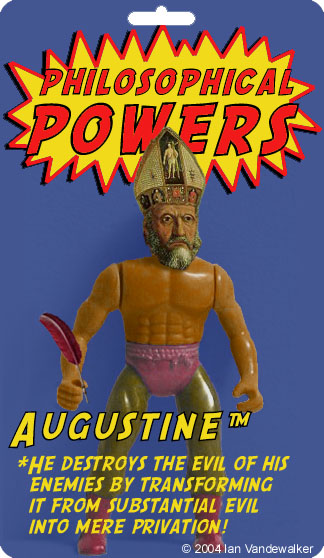 PHILOSOPHICAL
POWERS
AUGUSTINE™
*HE DESTROYS THE EVIL OF HIS
ENEMIES BY TRANSFORMING
IT FROM SUBSTANTIAL EVIL
INTO MERE PRIVATION!
© 2004 Ian Vandewalker